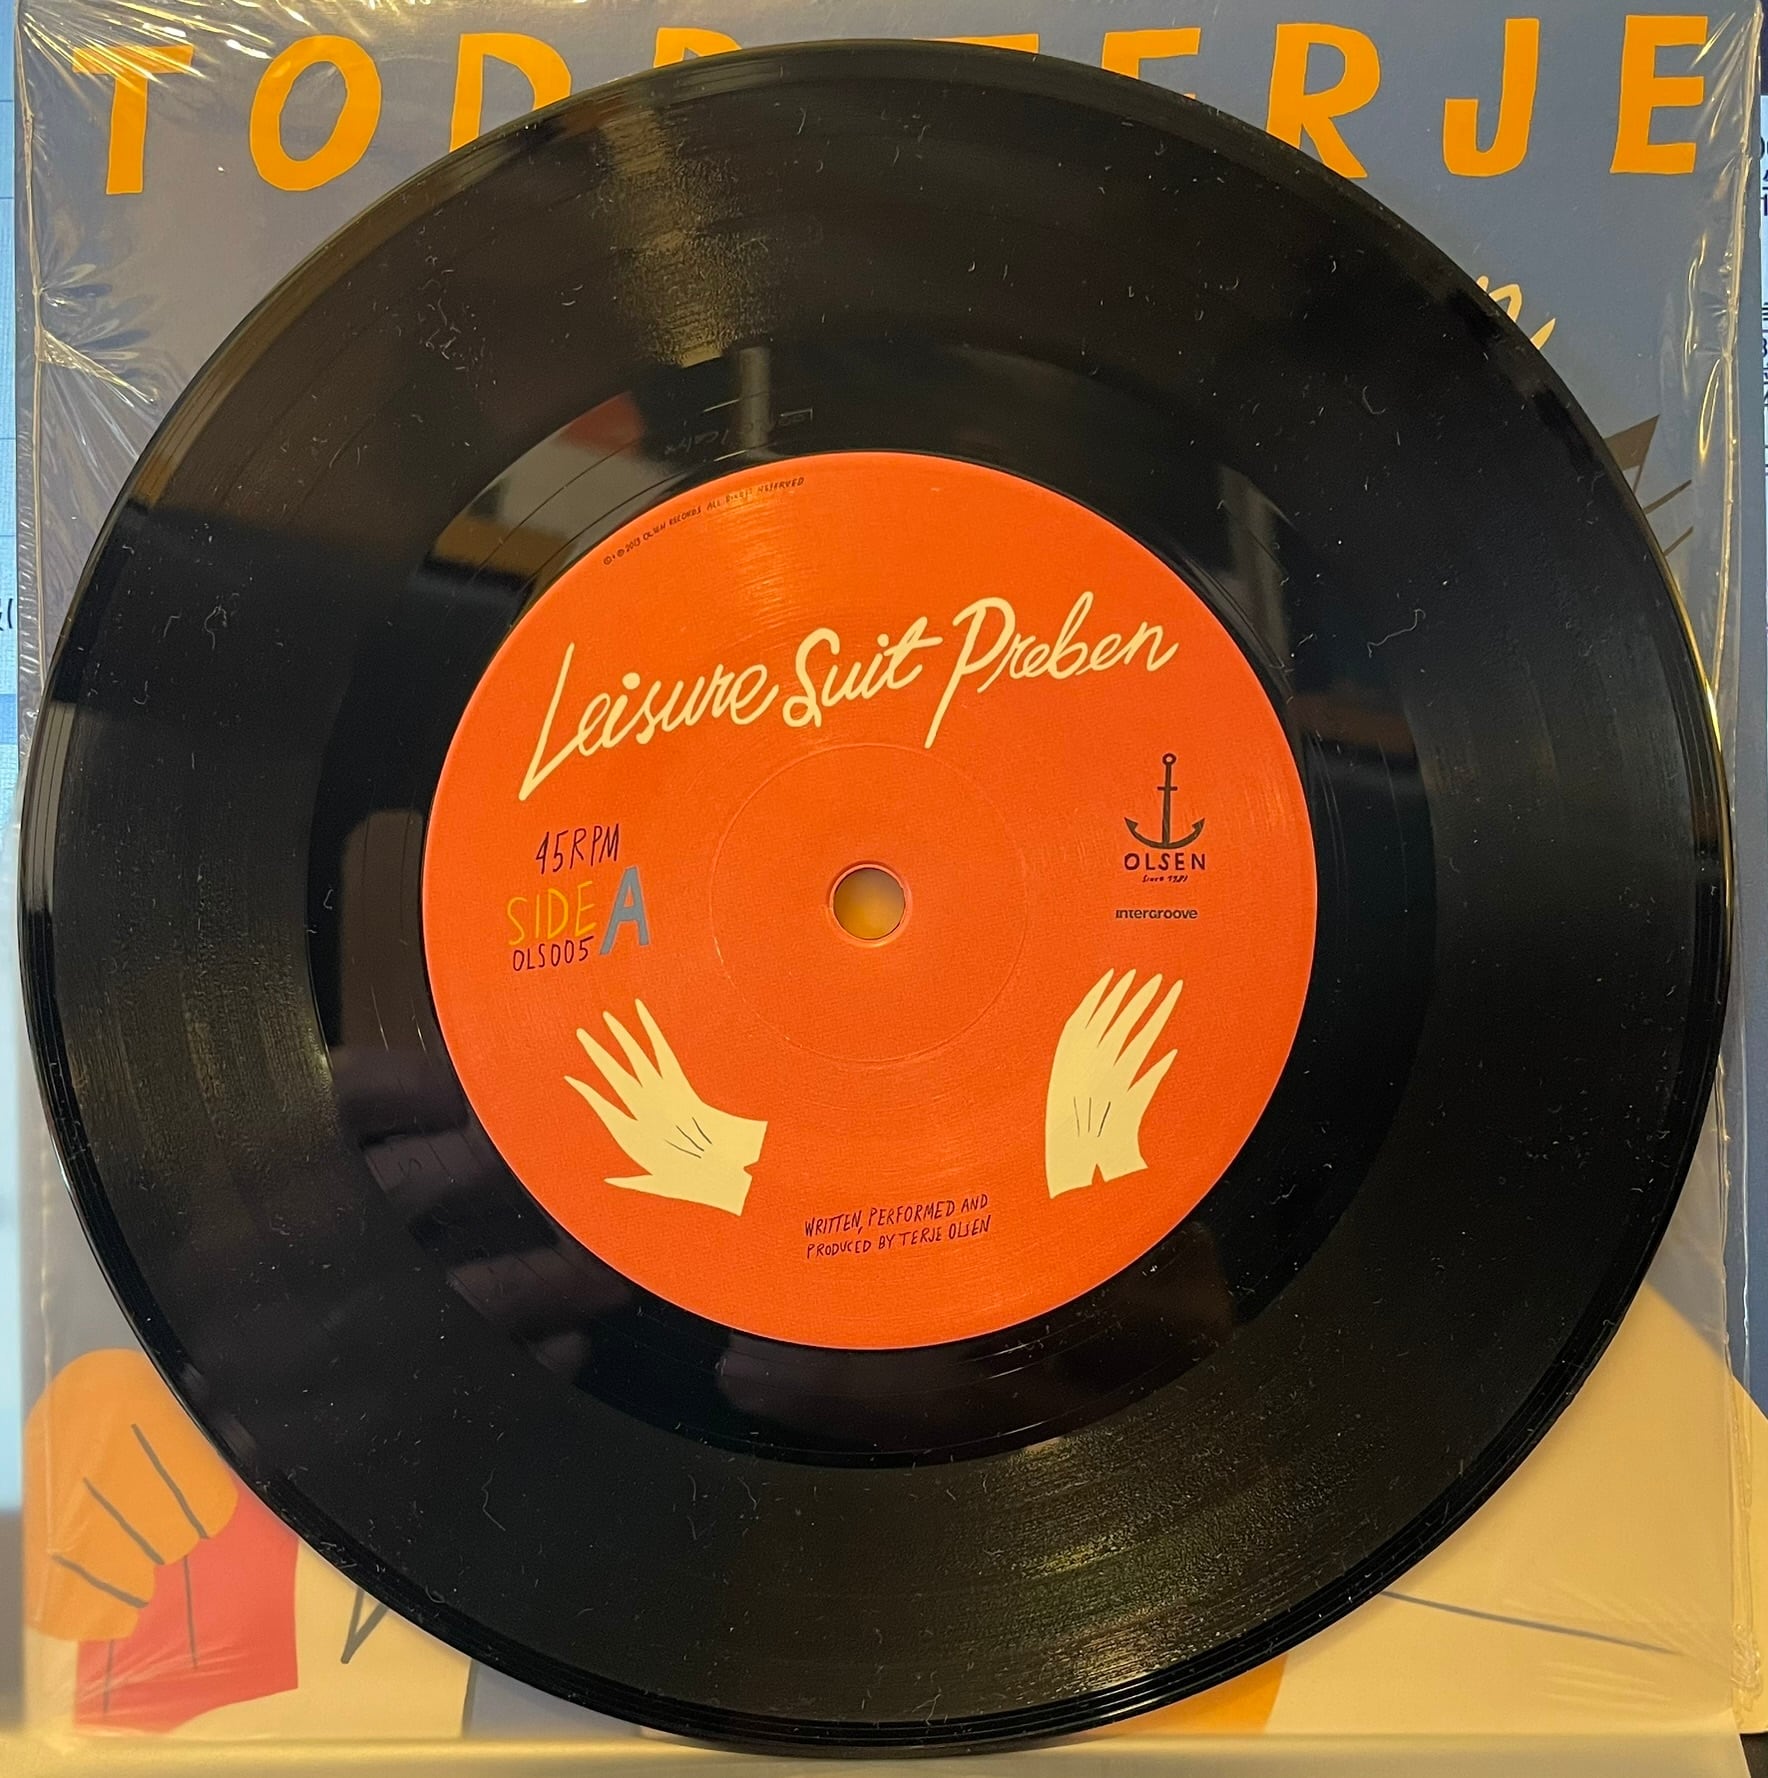 TODD TERJE
℗ + © 2013 OLSEN RECORDS ALL RIGHTS RESERVED
Leisure Suit Preben
45RPM
SIDE A
OLS005
OLSEN
Since 1981
intergroove
WRITTEN, PERFORMED AND
PRODUCED BY TERJE OLSEN